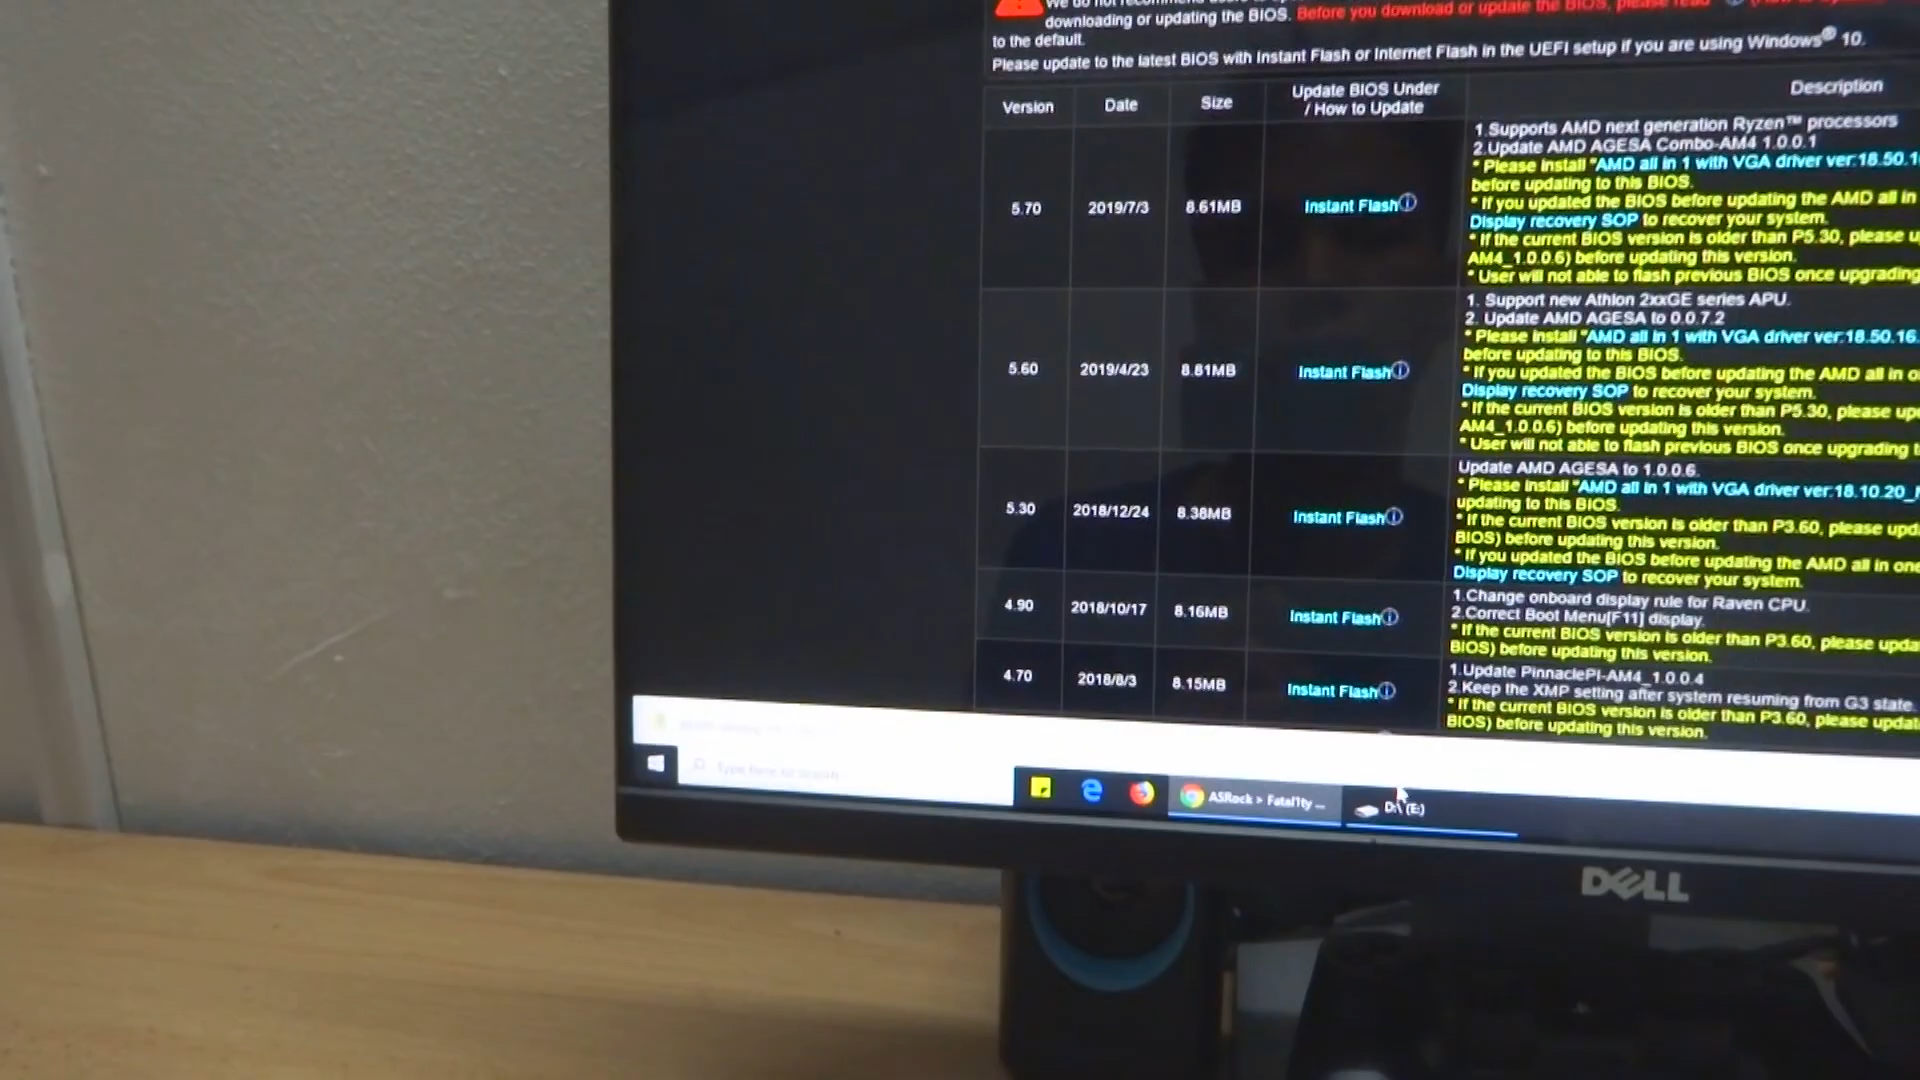 downloading or updating the BIOS. Before you download or update the BIOS, please read
to the default.
Please update to the latest BIOS with Instant Flash or Internet Flash in the UEFI setup if you are using Windows® 10.
Version Date Size Update BIOS Under / How to Update Description
5.70 2019/7/3 8.61MB Instant Flash
1.Supports AMD next generation Ryzen™ processors
2.Update AMD AGESA Combo-AM4 1.0.0.1
* Please install "AMD all in 1 with VGA driver ver:18.50.1
before updating to this BIOS.
* If you updated the BIOS before updating the AMD all in
Display recovery SOP to recover your system.
* If the current BIOS version is older than P5.30, please u
AM4_1.0.0.6) before updating this version.
* User will not able to flash previous BIOS once upgrading
5.60 2019/4/23 8.61MB Instant Flash
1. Support new Athlon 2xxGE series APU.
2. Update AMD AGESA to 0.0.7.2
* Please install "AMD all in 1 with VGA driver ver:18.50.16.
before updating to this BIOS.
* If you updated the BIOS before updating the AMD all in o
Display recovery SOP to recover your system.
* If the current BIOS version is older than P5.30, please up
AM4_1.0.0.6) before updating this version.
* User will not able to flash previous BIOS once upgrading t
5.30 2018/12/24 8.38MB Instant Flash
Update AMD AGESA to 1.0.0.6.
* Please install "AMD all in 1 with VGA driver ver:18.10.20_
updating to this BIOS.
* If the current BIOS version is older than P3.60, please upd
BIOS) before updating this version.
* If you updated the BIOS before updating the AMD all in one
Display recovery SOP to recover your system.
4.90 2018/10/17 8.16MB Instant Flash
1.Change onboard display rule for Raven CPU.
2.Correct Boot Menu[F11] display.
* If the current BIOS version is older than P3.60, please upda
BIOS) before updating this version.
4.70 2018/8/3 8.15MB Instant Flash
1.Update PinnaclePI-AM4_1.0.0.4
2.Keep the XMP setting after system resuming from G3 state.
* If the current BIOS version is older than P3.60, please updat
BIOS) before updating this version.
Type here to search
ASRock > Fatal1ty ...
D:\ (E:)
DELL